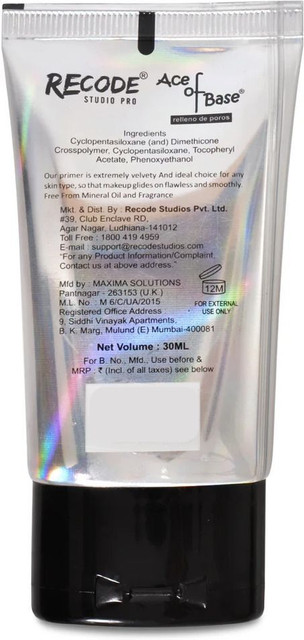 RECODE®
STUDIO PRO
Ace of Base®
relleno de poros
Ingredients
Cyclopentasiloxane (and) Dimethicone
Crosspolymer, Cyclopentasiloxane, Tocopheryl
Acetate, Phenoxyethanol
Our primer is extremely velvety And ideal choice for any
skin type, so that makeup glides on flawless and smoothly.
Free From Mineral Oil and Fragrance
Mkt. & Dist. By : Recode Studios Pvt. Ltd.
#39, Club Enclave RD,
Agar Nagar, Ludhiana-141012
Toll Free : 1800 419 4959
E-mail : support@recodestudios.com
"For any Product Information/Complaint,
Contact us at above address."
Mfd by : MAXIMA SOLUTIONS
Pantnagar - 263153 (U.K.)
M.L. No. : M 6/C/UA/2015
Registered Office Address
9, Siddhi Vinayak Apartments,
B. K. Marg, Mulund (E) Mumbai-400081
12M
FOR EXTERNAL
USE ONLY
Net Volume : 30ML
For B. No., Mfd., Use before &
MRP : ₹ (Incl. of all taxes) see below